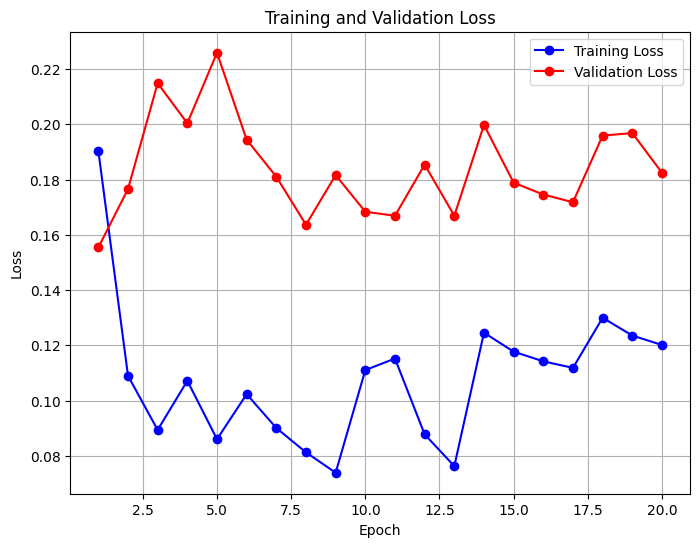 Training and Validation Loss
Training Loss
Validation Loss
0.22
0.20
0.18
0.16
0.14
0.12
0.10
0.08
Loss
2.5 5.0 7.5 10.0 12.5 15.0 17.5 20.0
Epoch